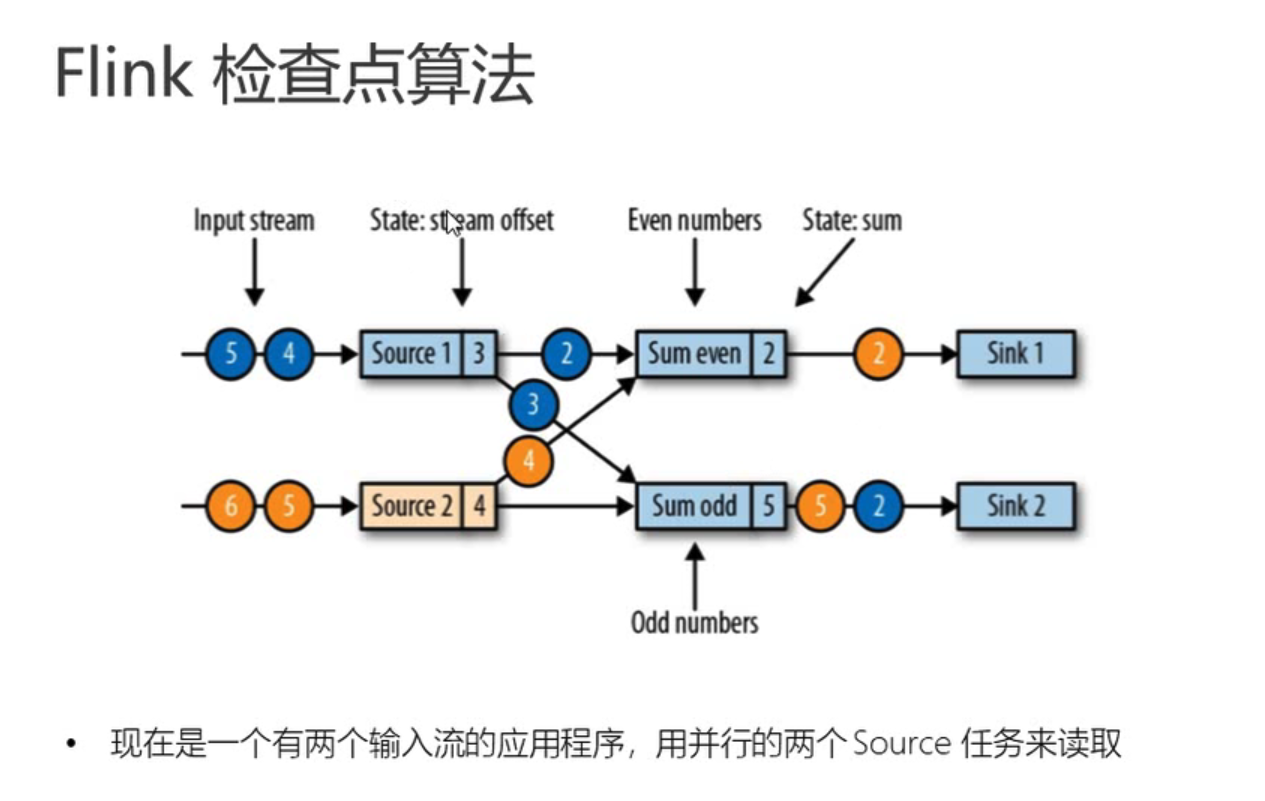 Flink 检查点算法
Input stream State: stream offset Even numbers State: sum
5 4 Source 1 3 2 Sum even 2 2 Sink 1
3
4
6 5 Source 2 4 Sum odd 5 5 2 Sink 2
Odd numbers
• 现在是一个有两个输入流的应用程序，用并行的两个 Source 任务来读取